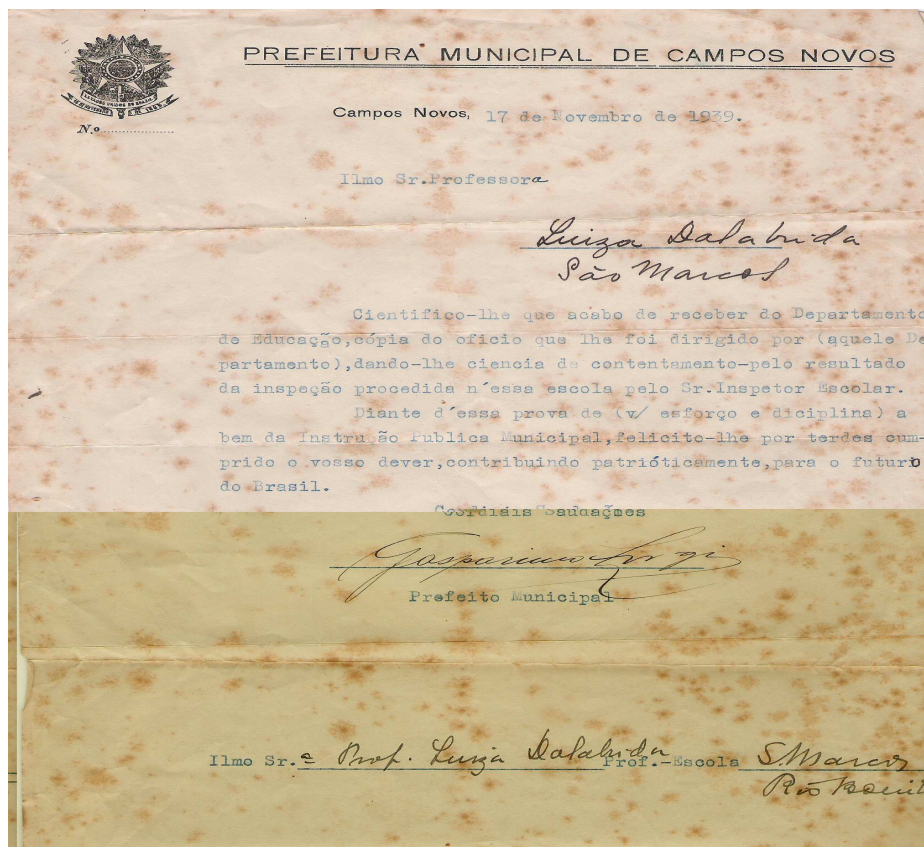 PREFEITURA MUNICIPAL DE CAMPOS NOVOS
N.o
Campos Novos, 17 de Novembro de 1939.
Ilmo Sr.Professora
Luiza Dalabrida
São Marcos
Cientifico-lhe que acabo de receber do Departamento
de Educação,cópia do oficio que lhe foi dirigido por (aquele De
partamento),dando-lhe ciencia de contentamento-pelo resultado
da inspeção procedida n´essa escola pelo Sr.Inspetor Escolar.
Diante d´essa prova de (v/ esforço e diciplina) a
bem da Instrução Publica Municipal,felicito-lhe por terdes cum-
prido o vosso dever,contribuindo patrióticamente,para o futuro
do Brasil.
Cordiais Saudações
Prefeito Municipal
Ilmo Sr.a Prof. Luiza Dalabrida Prof.-Escola S.Marcos
Rio